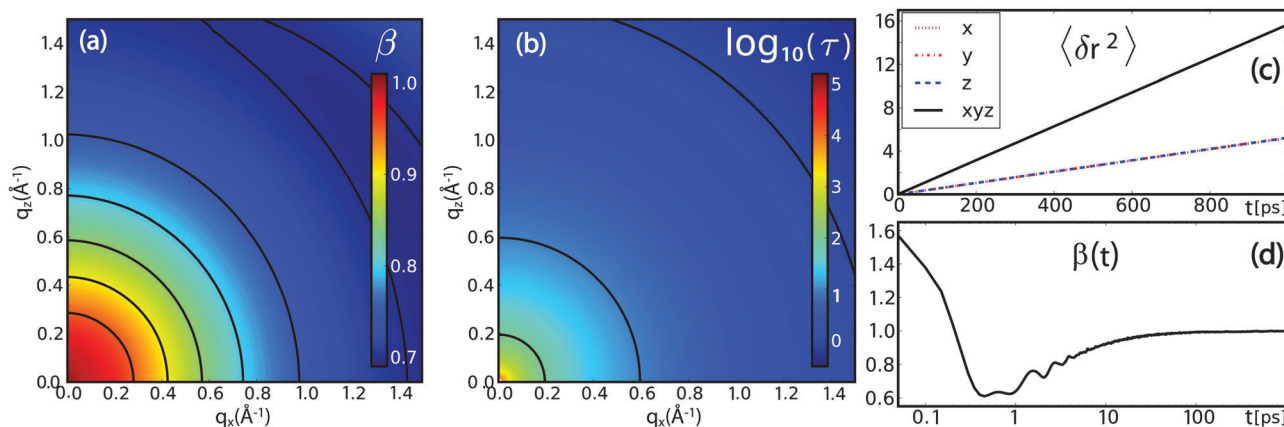 (a)
β
1.0
0.9
0.8
0.7
1.4
1.2
1.0
0.8
0.6
0.4
0.2
0.0
q_z(Å⁻¹)
0.0 0.2 0.4 0.6 0.8 1.0 1.2 1.4
q_x(Å⁻¹)
(b)
log₁₀(τ)
5
4
3
2
1
0
1.4
1.2
1.0
0.8
0.6
0.4
0.2
0.0
q_z(Å⁻¹)
0.0 0.2 0.4 0.6 0.8 1.0 1.2 1.4
q_x(Å⁻¹)
16
12
8
4
0
x
y
z
xyz
⟨δr²⟩
(c)
200 400 600 800 t[ps]
1.6
1.4
1.2
1.0
0.8
0.6
β(t)
(d)
0.1 1 10 100 t[ps]